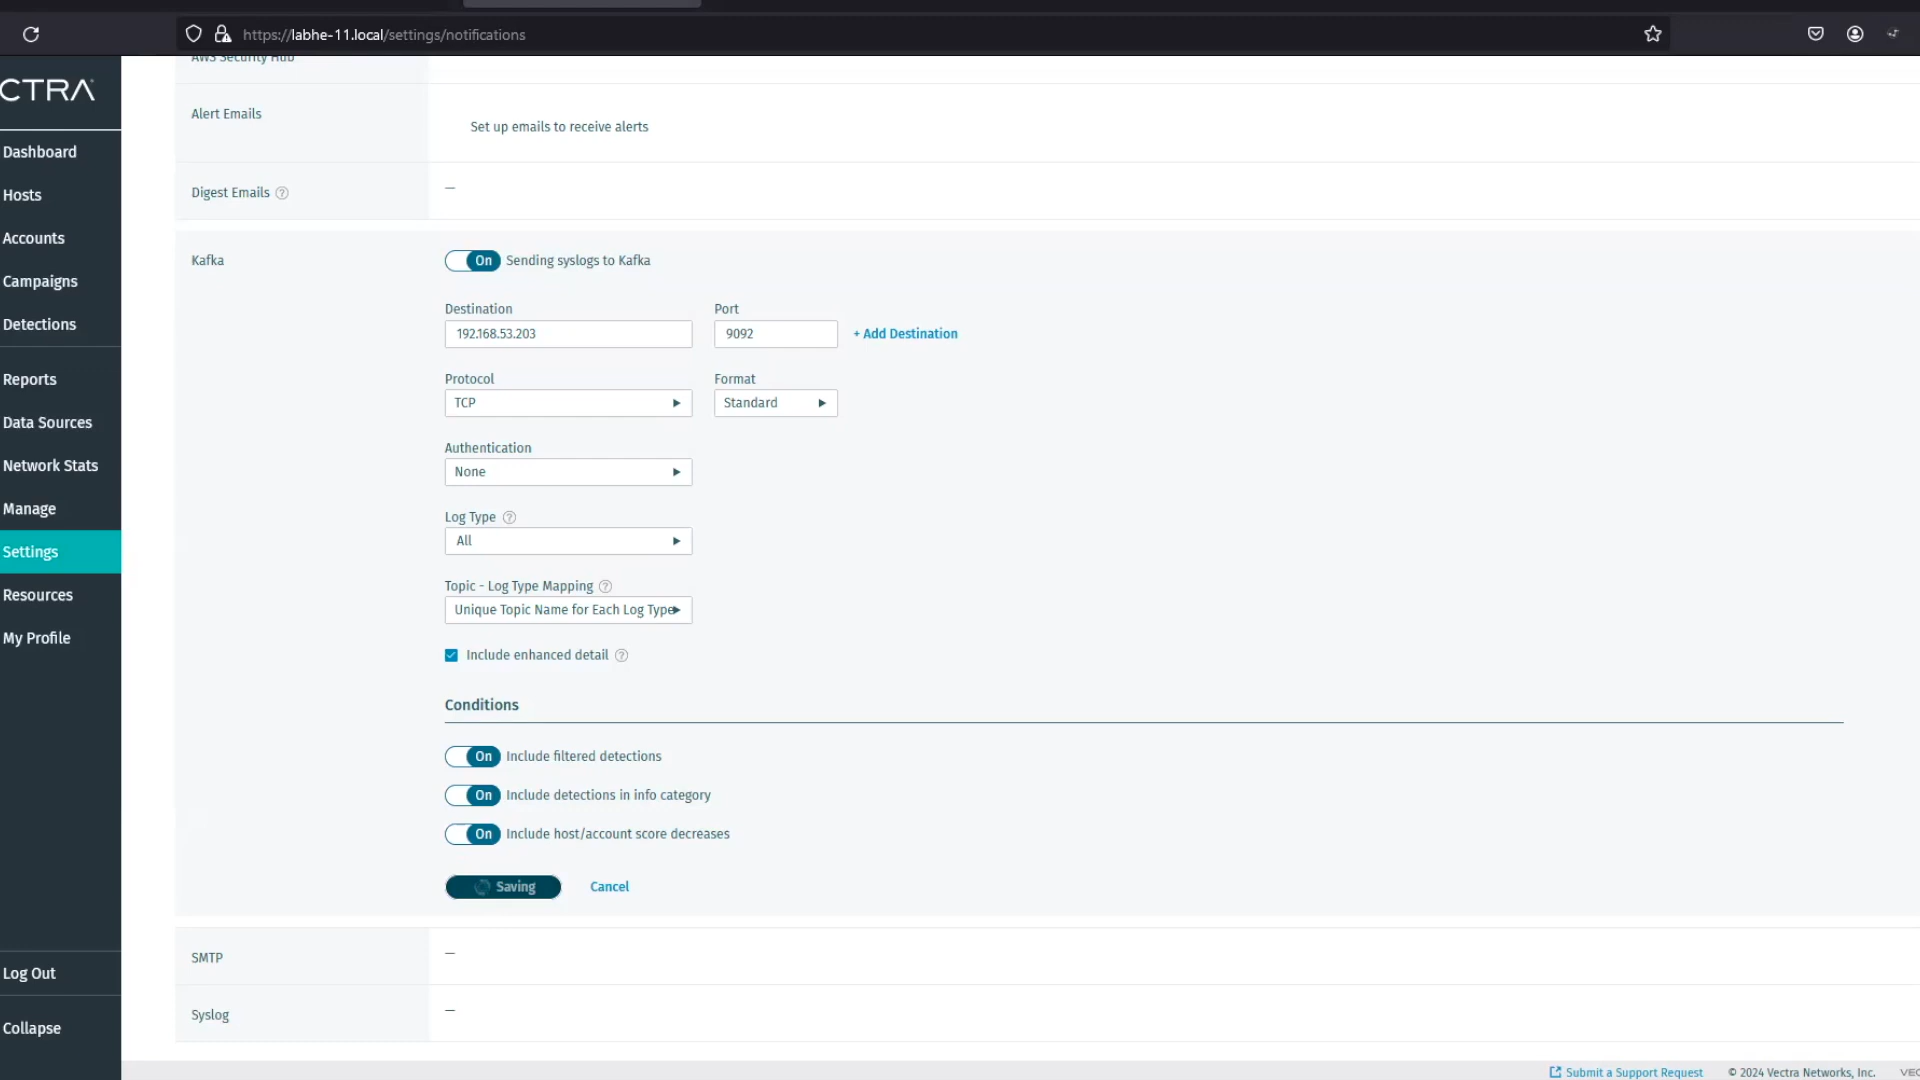 https://labhe-11.local/settings/notifications
CTRA
Dashboard
Hosts
Accounts
Campaigns
Detections
Reports
Data Sources
Network Stats
Manage
Settings
Resources
My Profile
Log Out
Collapse
AWS Security Hub
Alert Emails
Set up emails to receive alerts
Digest Emails ?
—
Kafka
On Sending syslogs to Kafka
Destination Port
192.168.53.203 9092 + Add Destination
Protocol Format
TCP Standard
Authentication
None
Log Type ?
All
Topic - Log Type Mapping ?
Unique Topic Name for Each Log Type
Include enhanced detail ?
Conditions
On Include filtered detections
On Include detections in info category
On Include host/account score decreases
Saving Cancel
SMTP —
Syslog —
Submit a Support Request © 2024 Vectra Networks, Inc. VEC